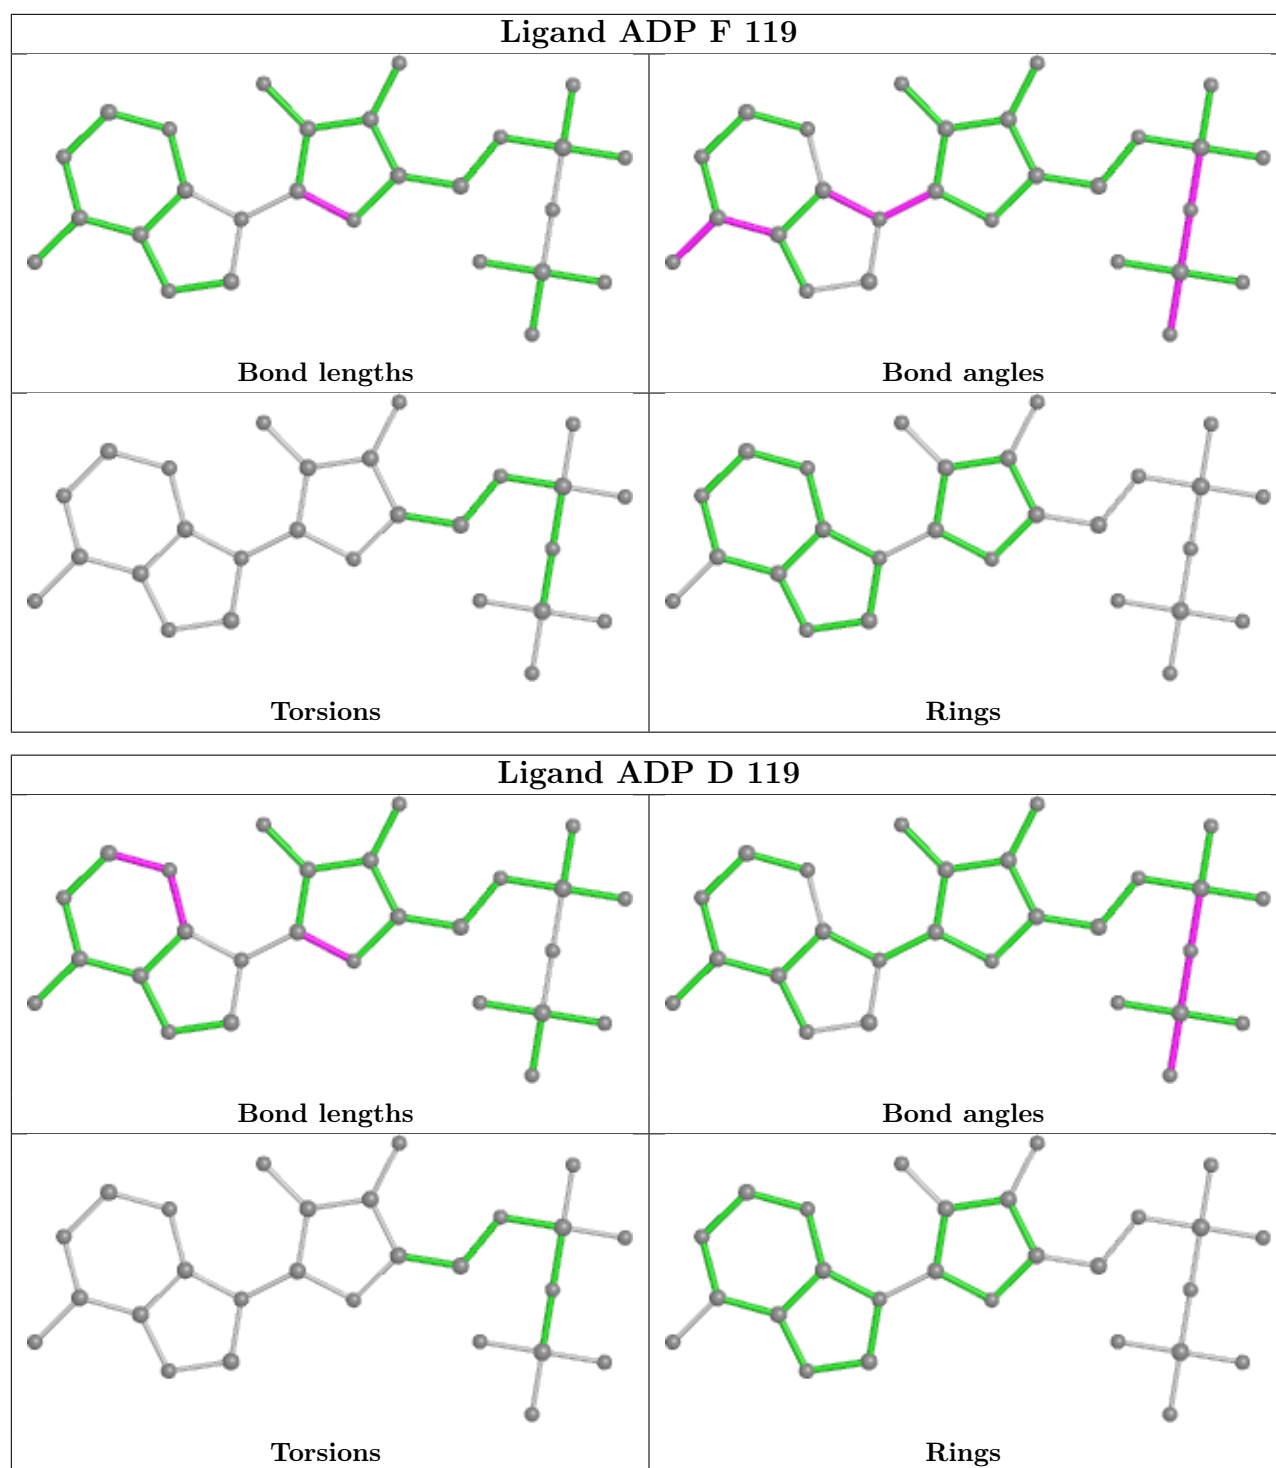 Ligand ADP F 119
Bond lengths
Bond angles
Torsions
Rings
Ligand ADP D 119
Bond lengths
Bond angles
Torsions
Rings